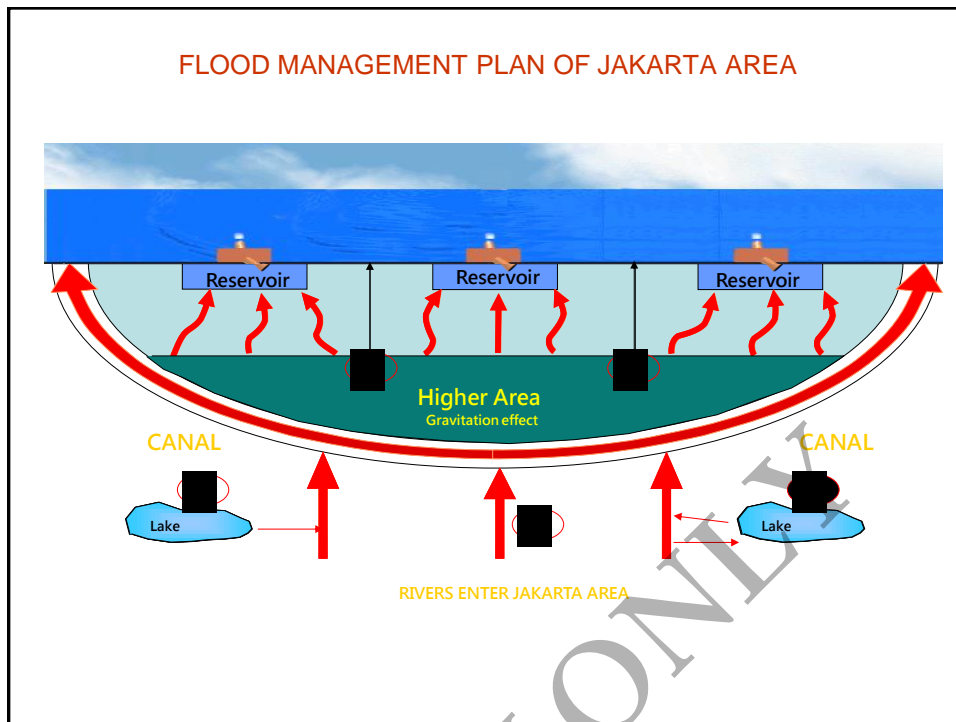 FLOOD MANAGEMENT PLAN OF JAKARTA AREA
Reservoir
Reservoir
Reservoir
Higher Area
Gravitation effect
CANAL
CANAL
Lake
Lake
RIVERS ENTER JAKARTA AREA
ONLY